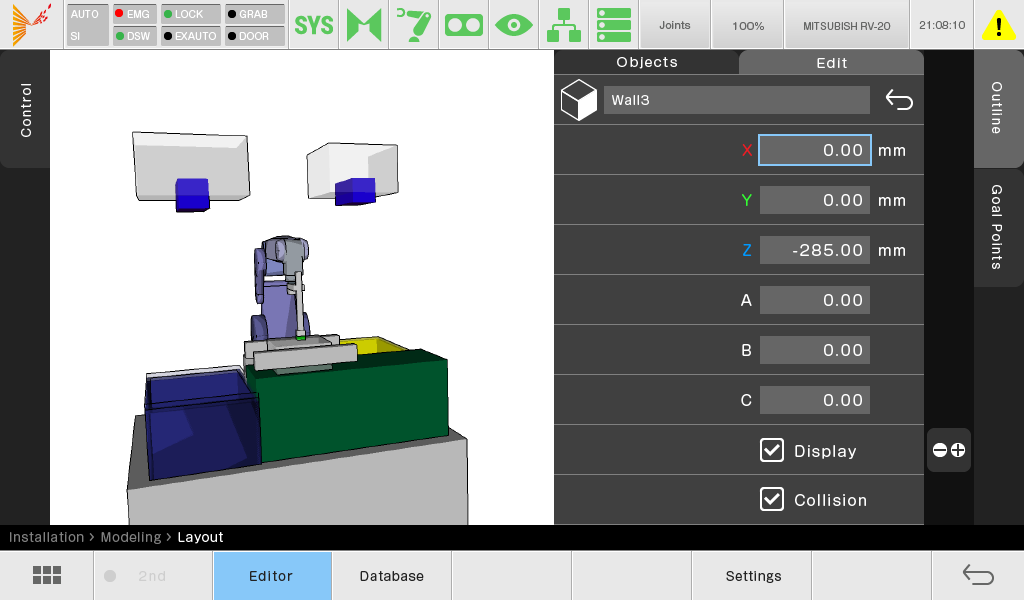 AUTO
SI
EMG
DSW
LOCK
EXAUTO
GRAB
DOOR
SYS
Joints
100%
MITSUBISH RV-20
21:08:10
Control
Objects
Edit
Wall3
X 0.00 mm
Y 0.00 mm
Z -285.00 mm
A 0.00
B 0.00
C 0.00
Display
Collision
Outline
Goal Points
Installation > Modeling > Layout
2nd
Editor
Database
Settings